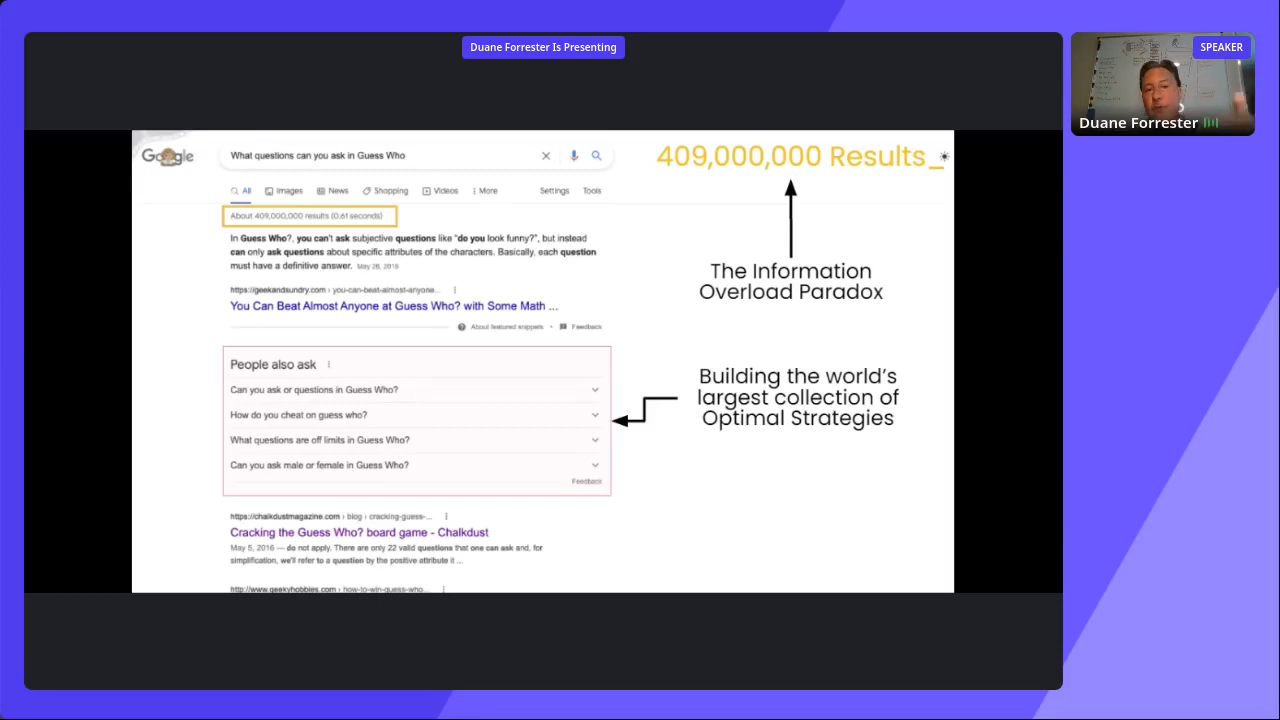 Duane Forrester Is Presenting
SPEAKER
Duane Forrester
Google
What questions can you ask in Guess Who
409,000,000 Results_
All Images News Shopping Videos More Settings Tools
About 409,000,000 results (0.61 seconds)
In Guess Who?, you can't ask subjective questions like "do you look funny?", but instead
can only ask questions about specific attributes of the characters. Basically, each question
must have a definitive answer. May 26, 2016
The Information
Overload Paradox
https://geekandsundry.com › you-can-beat-almost-anyone...
You Can Beat Almost Anyone at Guess Who? with Some Math ...
About featured snippets • Feedback
People also ask
Can you ask or questions in Guess Who?
How do you cheat on guess who?
What questions are off limits in Guess Who?
Can you ask male or female in Guess Who?
Feedback
Building the world's
largest collection of
Optimal Strategies
https://chalkdustmagazine.com › blog › cracking-guess-...
Cracking the Guess Who? board game - Chalkdust
May 5, 2016 — do not apply. There are only 22 valid questions that one can ask and, for
simplification, we'll refer to a question by the positive attribute it ...
http://www.geekyhobbies.com › how-to-win-guess-who...